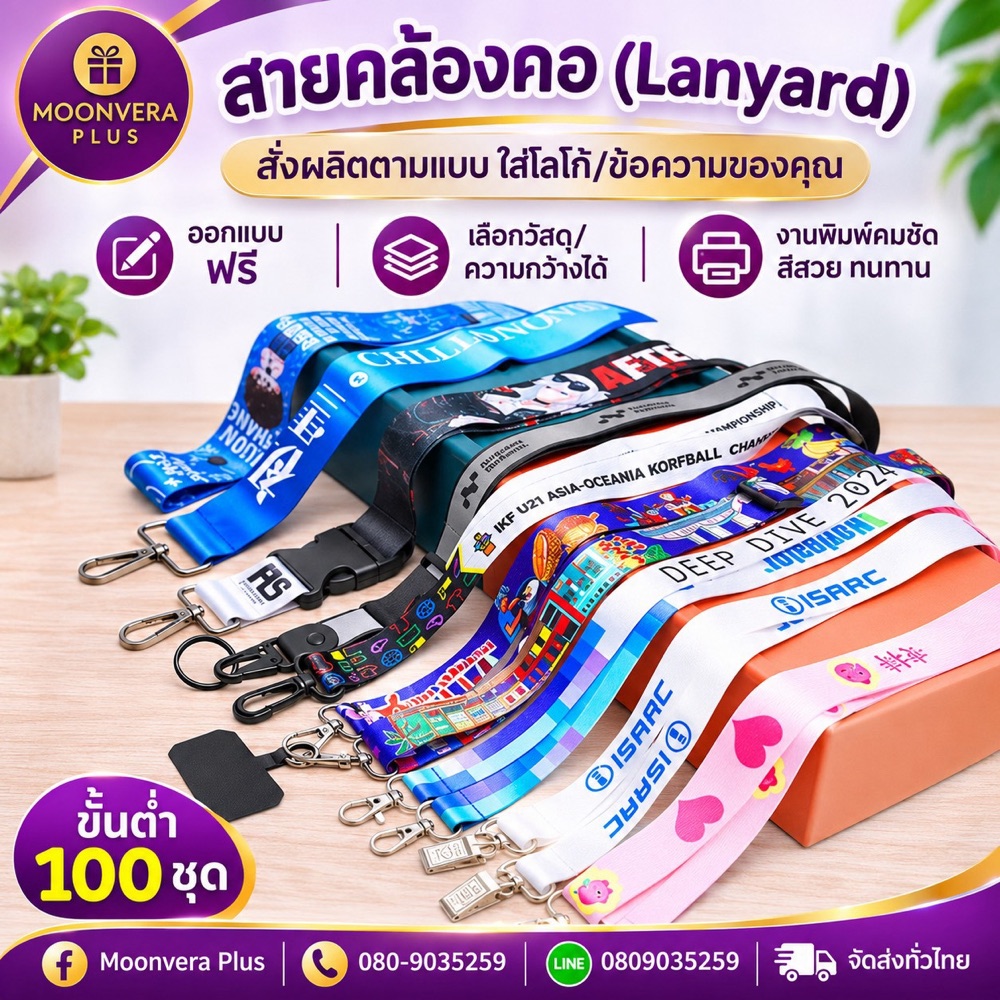 MOONVERA
PLUS
สายคล้องคอ (Lanyard)
สั่งผลิตตามแบบ ใส่โลโก้/ข้อความของคุณ
ออกแบบ
ฟรี
เลือกวัสดุ/
ความกว้างได้
งานพิมพ์คมชัด
สีสวย ทนทาน
AFTE
IKF U21 ASIA-OCEANIA KORFBALL CHAM
MAMPIONSHIP
DEEP DIVE 2024
ISARC
ISARC
ISARC
ขั้นต่ำ
100 ชุด
Moonvera Plus
080-9035259
LINE
0809035259
จัดส่งทั่วไทย